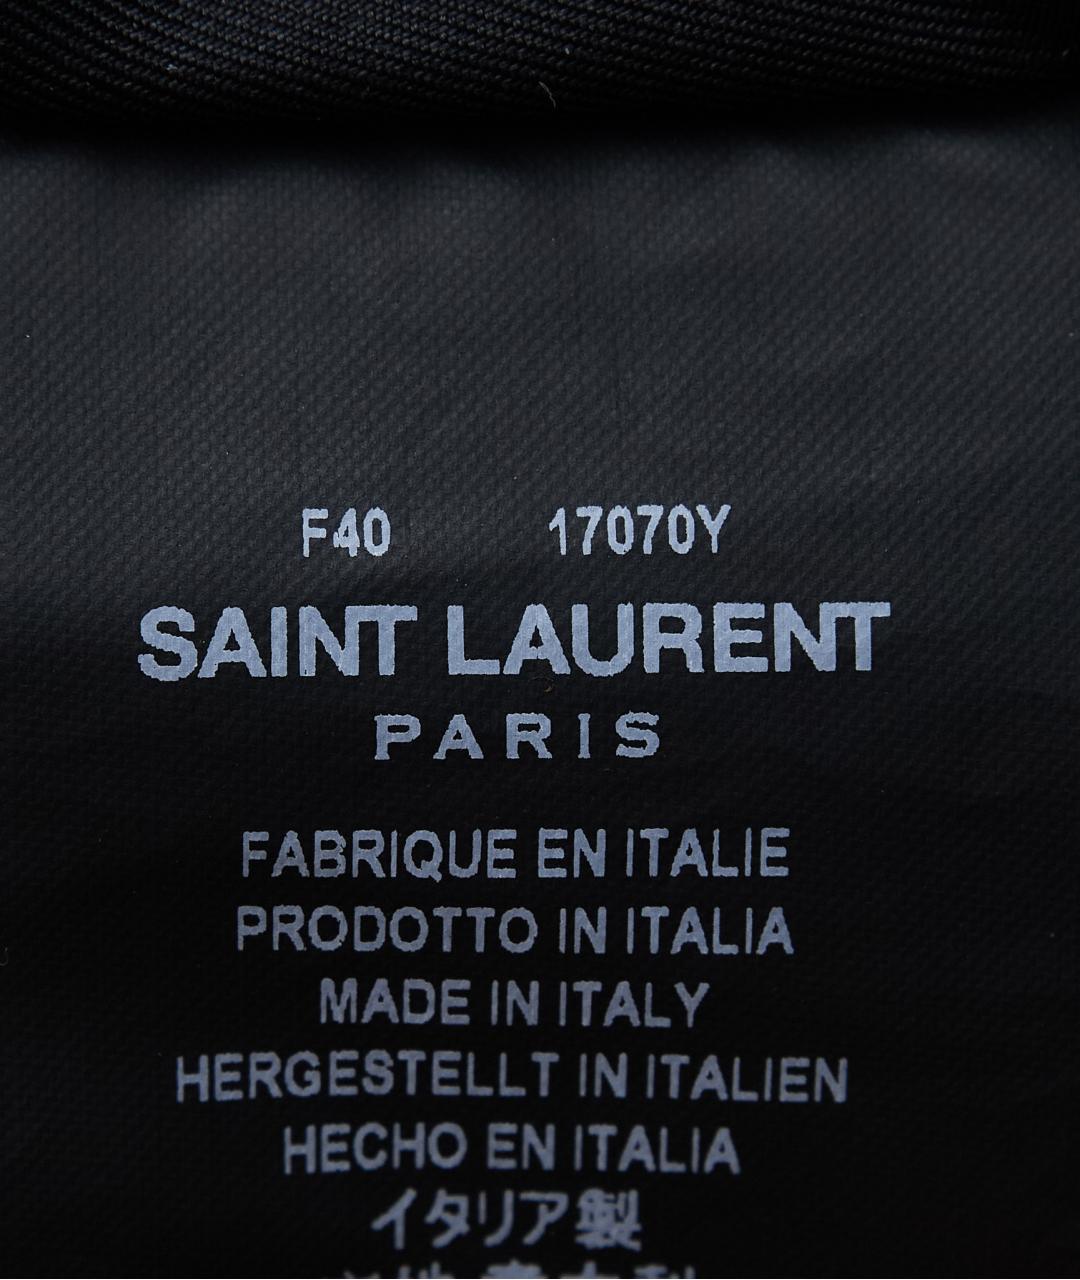 F40 17070Y
SAINT LAURENT
PARIS
FABRIQUE EN ITALIE
PRODOTTO IN ITALIA
MADE IN ITALY
HERGESTELLT IN ITALIEN
HECHO EN ITALIA
イタリア製